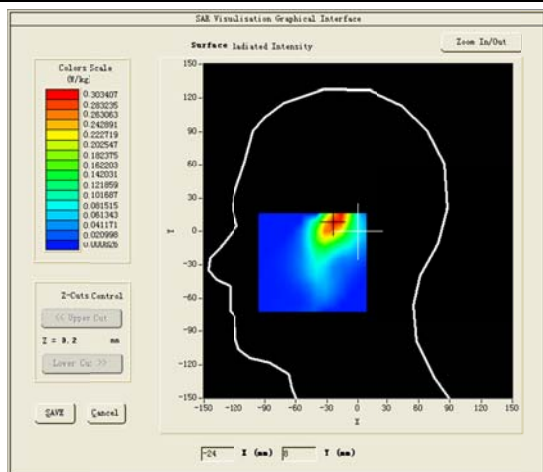 SAR Visualisation Graphical Interface
Surface ladiated Intensity
Zoom In/Out
Colors Scale
(W/kg)
0.303407
0.283235
0.263063
0.242891
0.222719
0.202547
0.182375
0.162203
0.142031
0.121859
0.101687
0.081515
0.061343
0.041171
0.020998
0.000826
150
120
90
60
30
0
-30
-60
-90
-120
-150
Y
-150 -120 -90 -60 -30 0 30 60 90 120 150
X
Z-Cuts Control
<< Upper Cut
Z = 0.2 mm
Lower Cu: >>
SAVE
Cancel
-24 X (mm) 8 Y (mm)